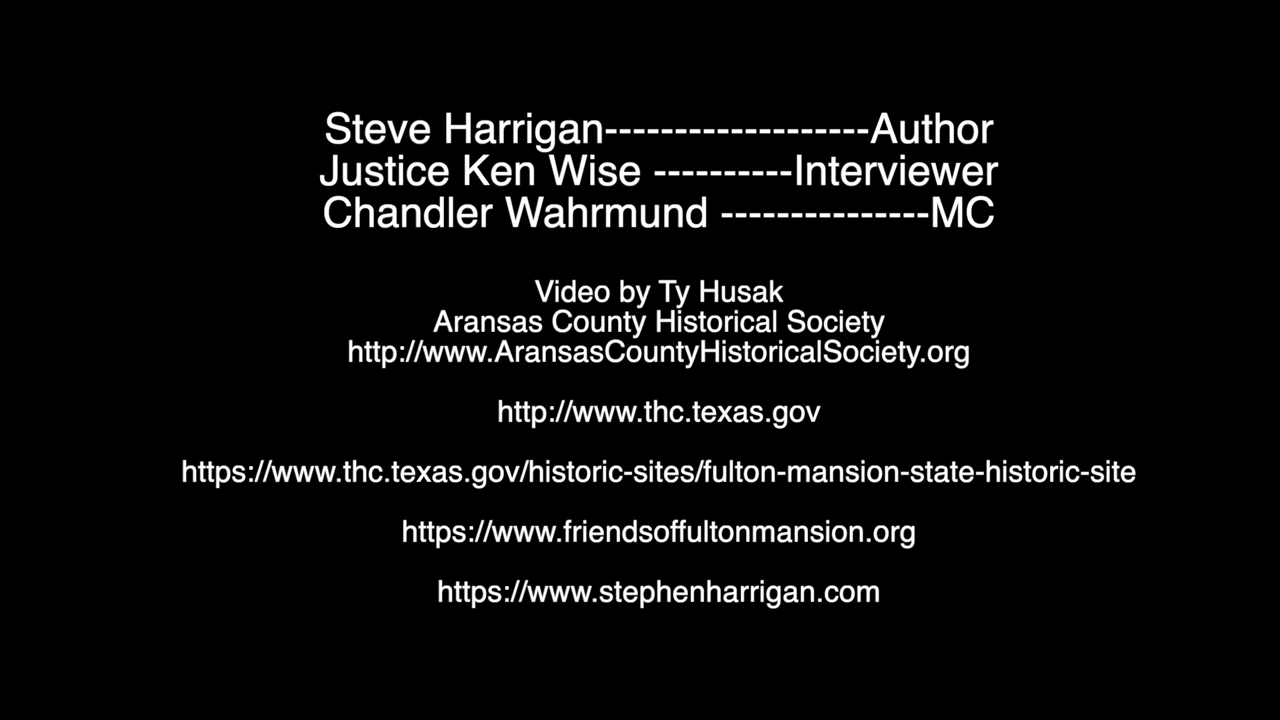 Steve Harrigan-------------------Author
Justice Ken Wise ----------Interviewer
Chandler Wahrmund ---------------MC
Video by Ty Husak
Aransas County Historical Society
http://www.AransasCountyHistoricalSociety.org
http://www.thc.texas.gov
https://www.thc.texas.gov/historic-sites/fulton-mansion-state-historic-site
https://www.friendsoffultonmansion.org
https://www.stephenharrigan.com